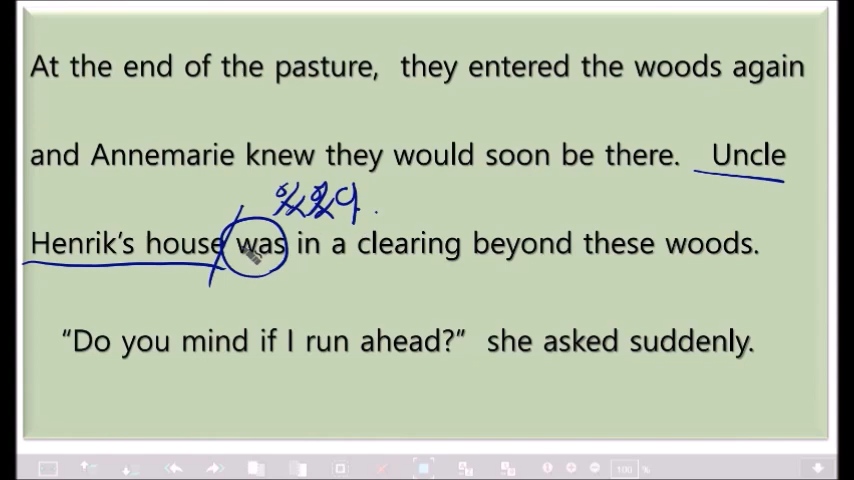 At the end of the pasture, they entered the woods again
and Annemarie knew they would soon be there. Uncle
있었어.
Henrik's house was in a clearing beyond these woods.
“Do you mind if I run ahead?” she asked suddenly.
100 %